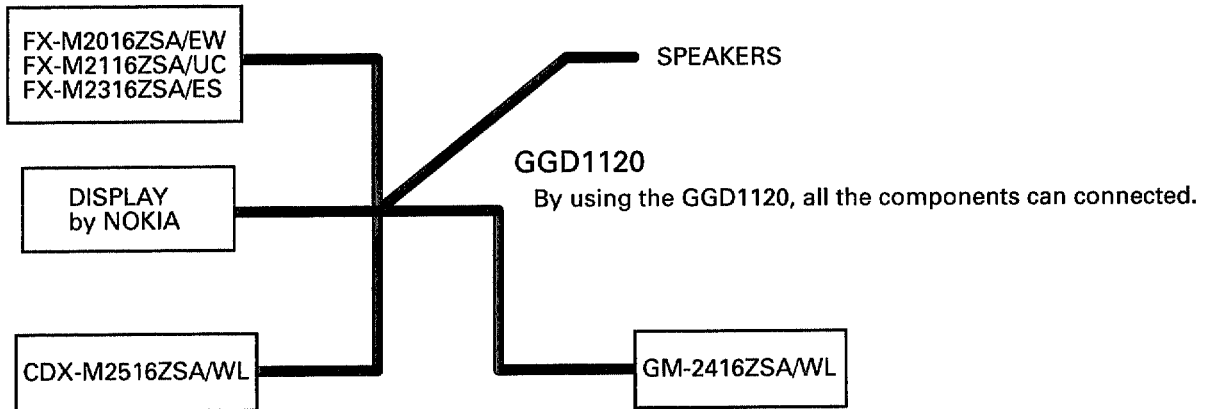 FX-M2016ZSA/EW
FX-M2116ZSA/UC
FX-M2316ZSA/ES
SPEAKERS
GGD1120
By using the GGD1120, all the components can connected.
DISPLAY
by NOKIA
CDX-M2516ZSA/WL
GM-2416ZSA/WL